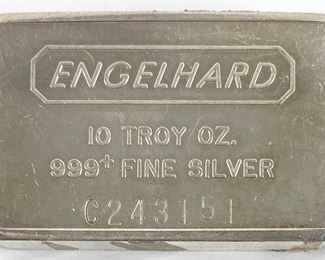 ENGELHARD
10 TROY OZ.
999+ FINE SILVER
C243151